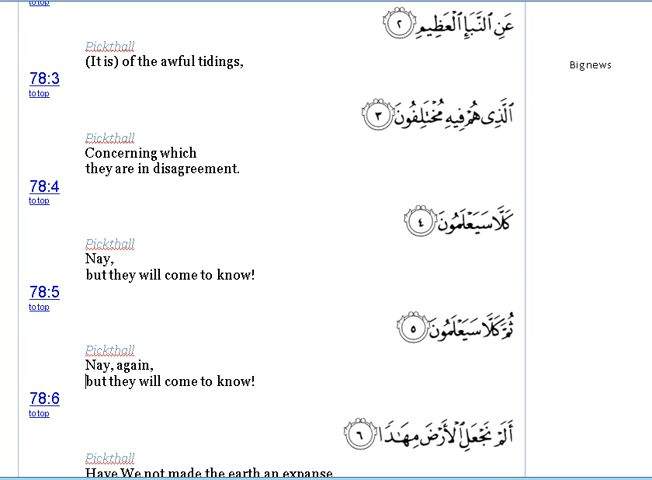 to top
عَنِ ٱلنَّبَإِ ٱلْعَظِيمِ ٢
Pickthall
(It is) of the awful tidings,
Big news
78:3
to top
ٱلَّذِى هُمْ فِيهِ مُخْتَلِفُونَ ٣
Pickthall
Concerning which
they are in disagreement.
78:4
to top
كَلَّا سَيَعْلَمُونَ ٤
Pickthall
Nay,
but they will come to know!
78:5
to top
ثُمَّ كَلَّا سَيَعْلَمُونَ ٥
Pickthall
Nay, again,
but they will come to know!
78:6
to top
أَلَمْ نَجْعَلِ ٱلْأَرْضَ مِهَـٰدًا ٦
Pickthall
Have We not made the earth an expanse